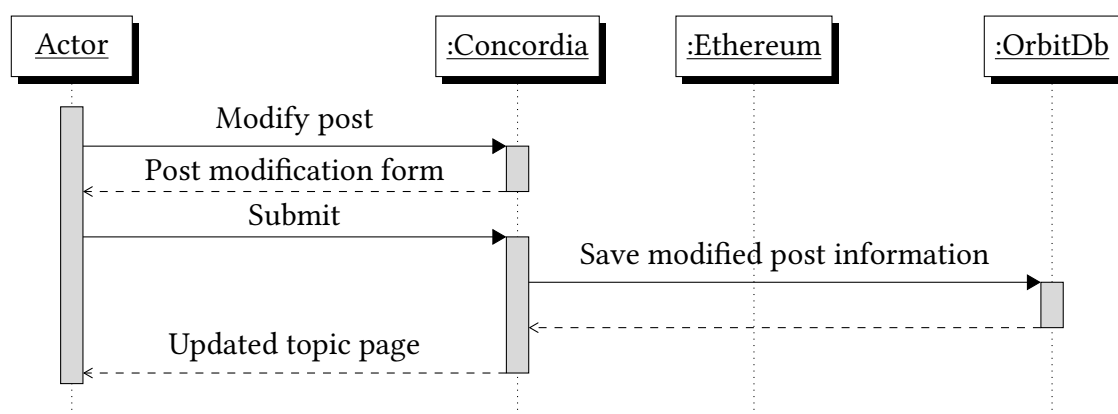 Actor
:Concordia
:Ethereum
:OrbitDb
Modify post
Post modification form
Submit
Save modified post information
Updated topic page